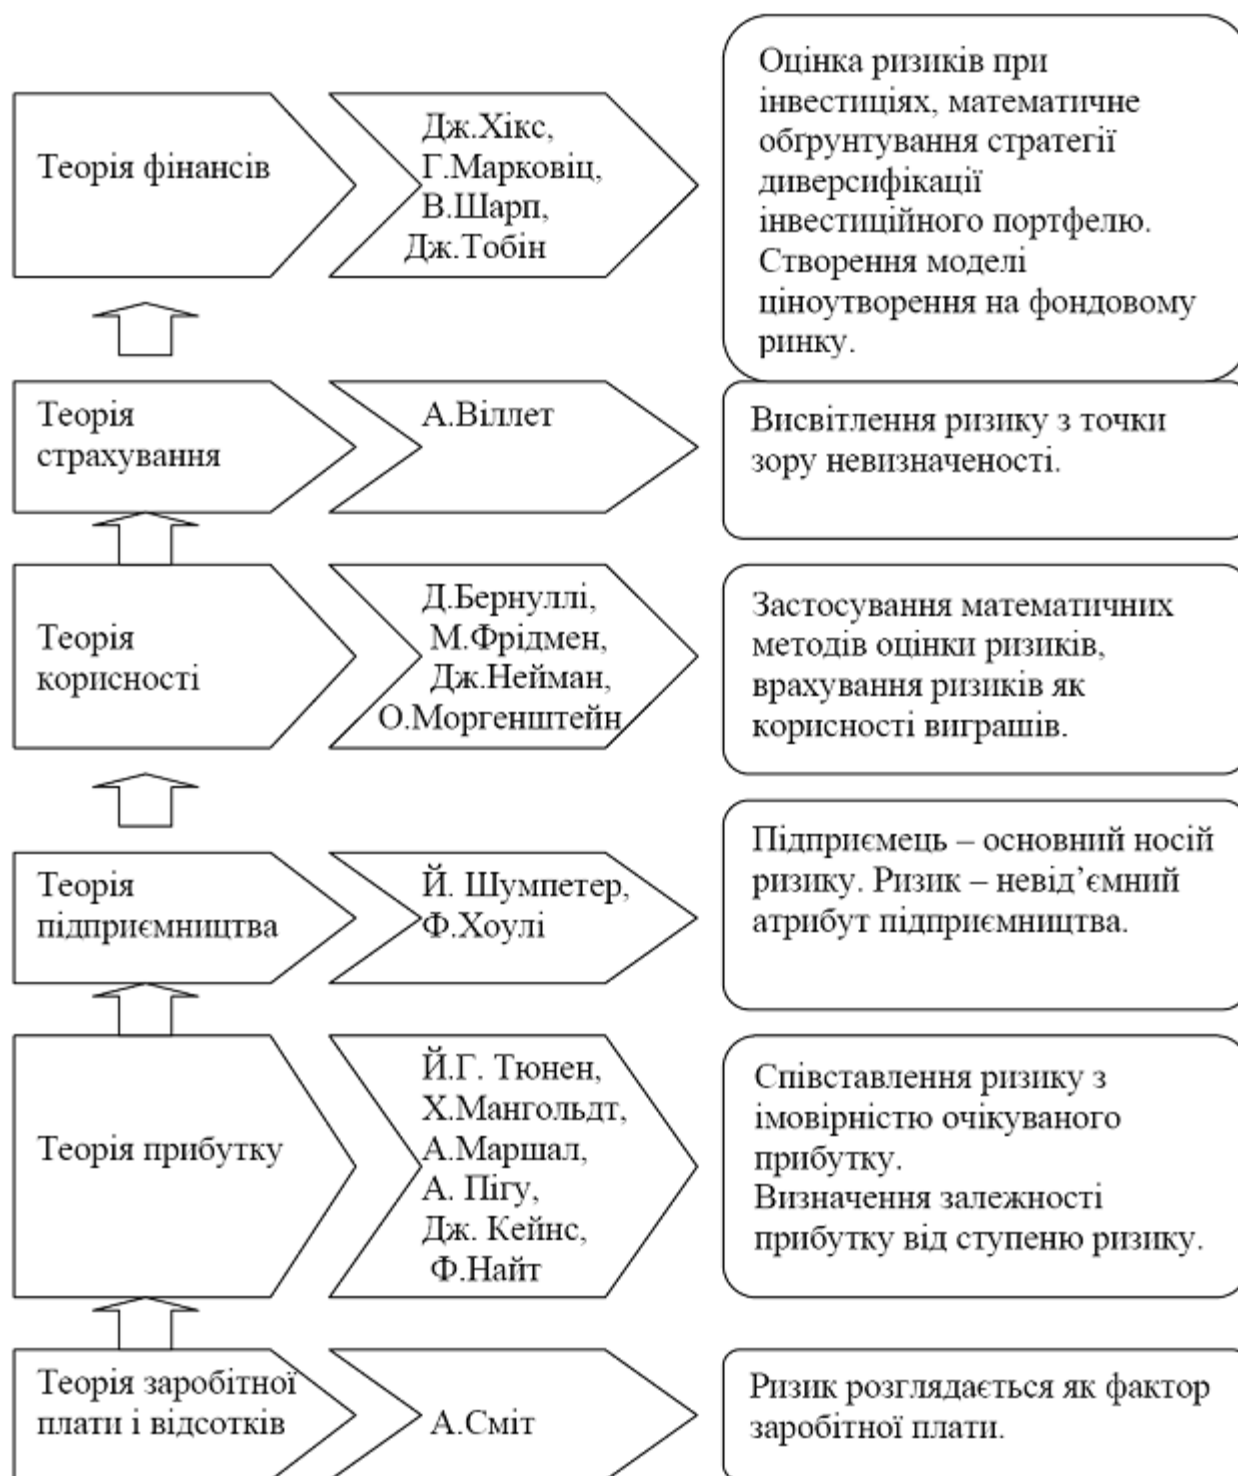 Теорія фінансів
Дж.Хікс,
Г.Марковіц,
В.Шарп,
Дж.Тобін
Оцінка ризиків при
інвестиціях, математичне
обґрунтування стратегії
диверсифікації
інвестиційного портфелю.
Створення моделі
ціноутворення на фондовому
ринку.
Теорія
страхування
А.Віллет
Висвітлення ризику з точки
зору невизначеності.
Теорія
корисності
Д.Бернуллі,
М.Фрідмен,
Дж.Нейман,
О.Моргенштейн
Застосування математичних
методів оцінки ризиків,
врахування ризиків як
корисності виграшів.
Теорія
підприємництва
Й. Шумпетер,
Ф.Хоулі
Підприємець – основний носій
ризику. Ризик – невід’ємний
атрибут підприємництва.
Теорія прибутку
Й.Г. Тюнен,
Х.Мангольдт,
А.Маршал,
А. Пігу,
Дж. Кейнс,
Ф.Найт
Співставлення ризику з
імовірністю очікуваного
прибутку.
Визначення залежності
прибутку від ступеню ризику.
Теорія заробітної
плати і відсотків
А.Сміт
Ризик розглядається як фактор
заробітної плати.